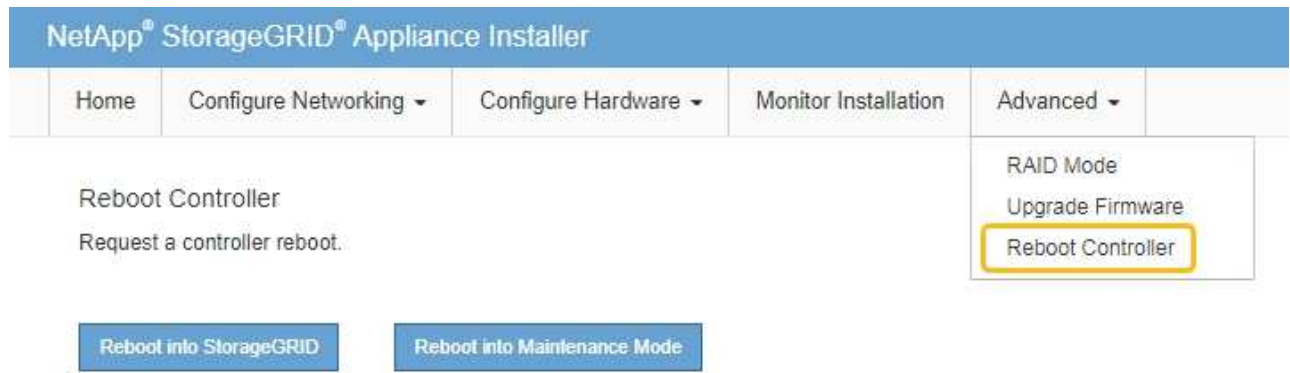 NetApp® StorageGRID® Appliance Installer
Home Configure Networking Configure Hardware Monitor Installation Advanced
RAID Mode
Upgrade Firmware
Reboot Controller
Reboot Controller
Request a controller reboot.
Reboot into StorageGRID Reboot into Maintenance Mode